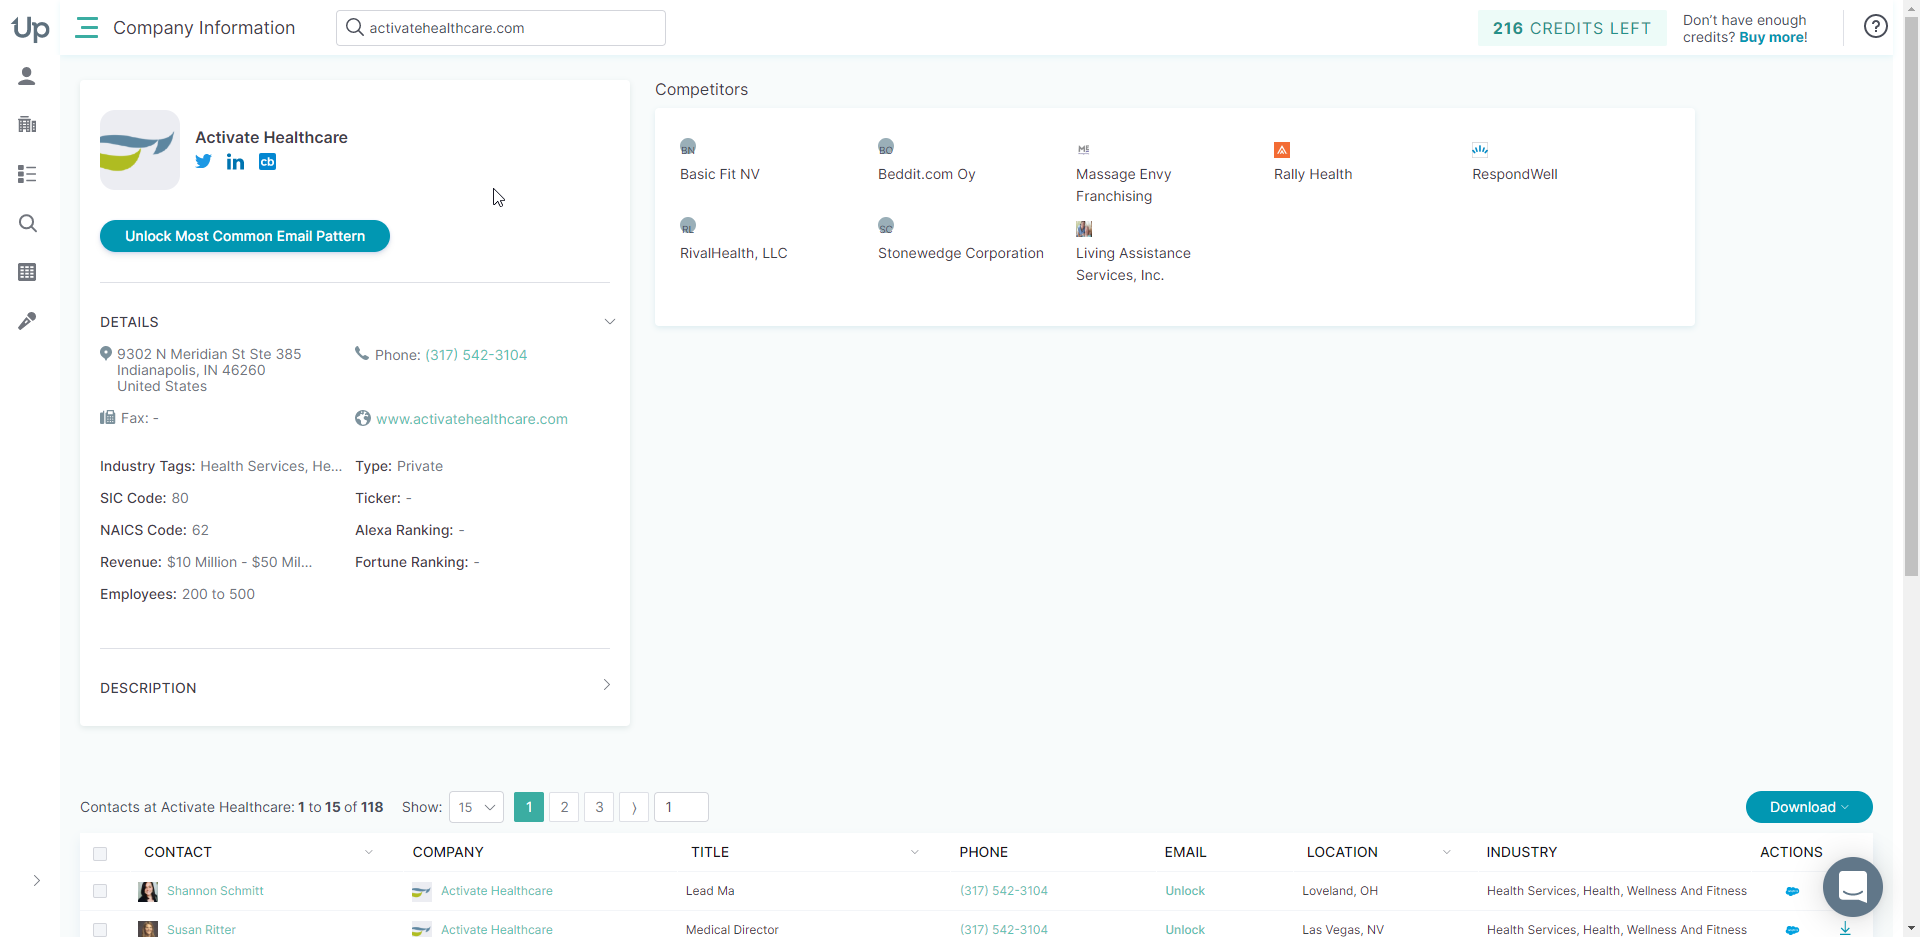 Up
Company Information
activatehealthcare.com
216 CREDITS LEFT
Don't have enough
credits? Buy more!
Activate Healthcare
cb
Unlock Most Common Email Pattern
DETAILS
9302 N Meridian St Ste 385
Indianapolis, IN 46260
United States
Phone: (317) 542-3104
Fax: -
www.activatehealthcare.com
Industry Tags: Health Services, He...
Type: Private
SIC Code: 80
Ticker: -
NAICS Code: 62
Alexa Ranking: -
Revenue: $10 Million - $50 Mil...
Fortune Ranking: -
Employees: 200 to 500
DESCRIPTION
Competitors
BN
Basic Fit NV
BO
Beddit.com Oy
ME
Massage Envy
Franchising
Rally Health
RespondWell
RL
RivalHealth, LLC
SC
Stonewedge Corporation
Living Assistance
Services, Inc.
Contacts at Activate Healthcare: 1 to 15 of 118
Show: 15
1 2 3 ⟩ 1
Download
CONTACT COMPANY TITLE PHONE EMAIL LOCATION INDUSTRY ACTIONS
Shannon Schmitt Activate Healthcare Lead Ma (317) 542-3104 Unlock Loveland, OH Health Services, Health, Wellness And Fitness
Susan Ritter Activate Healthcare Medical Director (317) 542-3104 Unlock Las Vegas, NV Health Services, Health, Wellness And Fitness